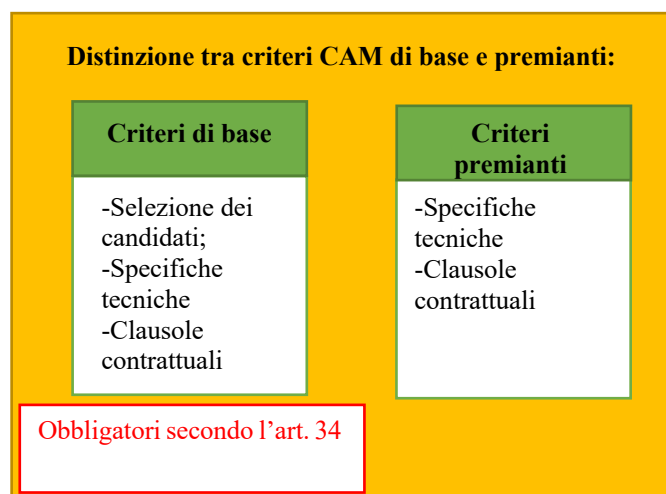 Distinzione tra criteri CAM di base e premianti:
Criteri di base
-Selezione dei
candidati;
-Specifiche
tecniche
-Clausole
contrattuali
Criteri
premianti
-Specifiche
tecniche
-Clausole
contrattuali
Obbligatori secondo l’art. 34